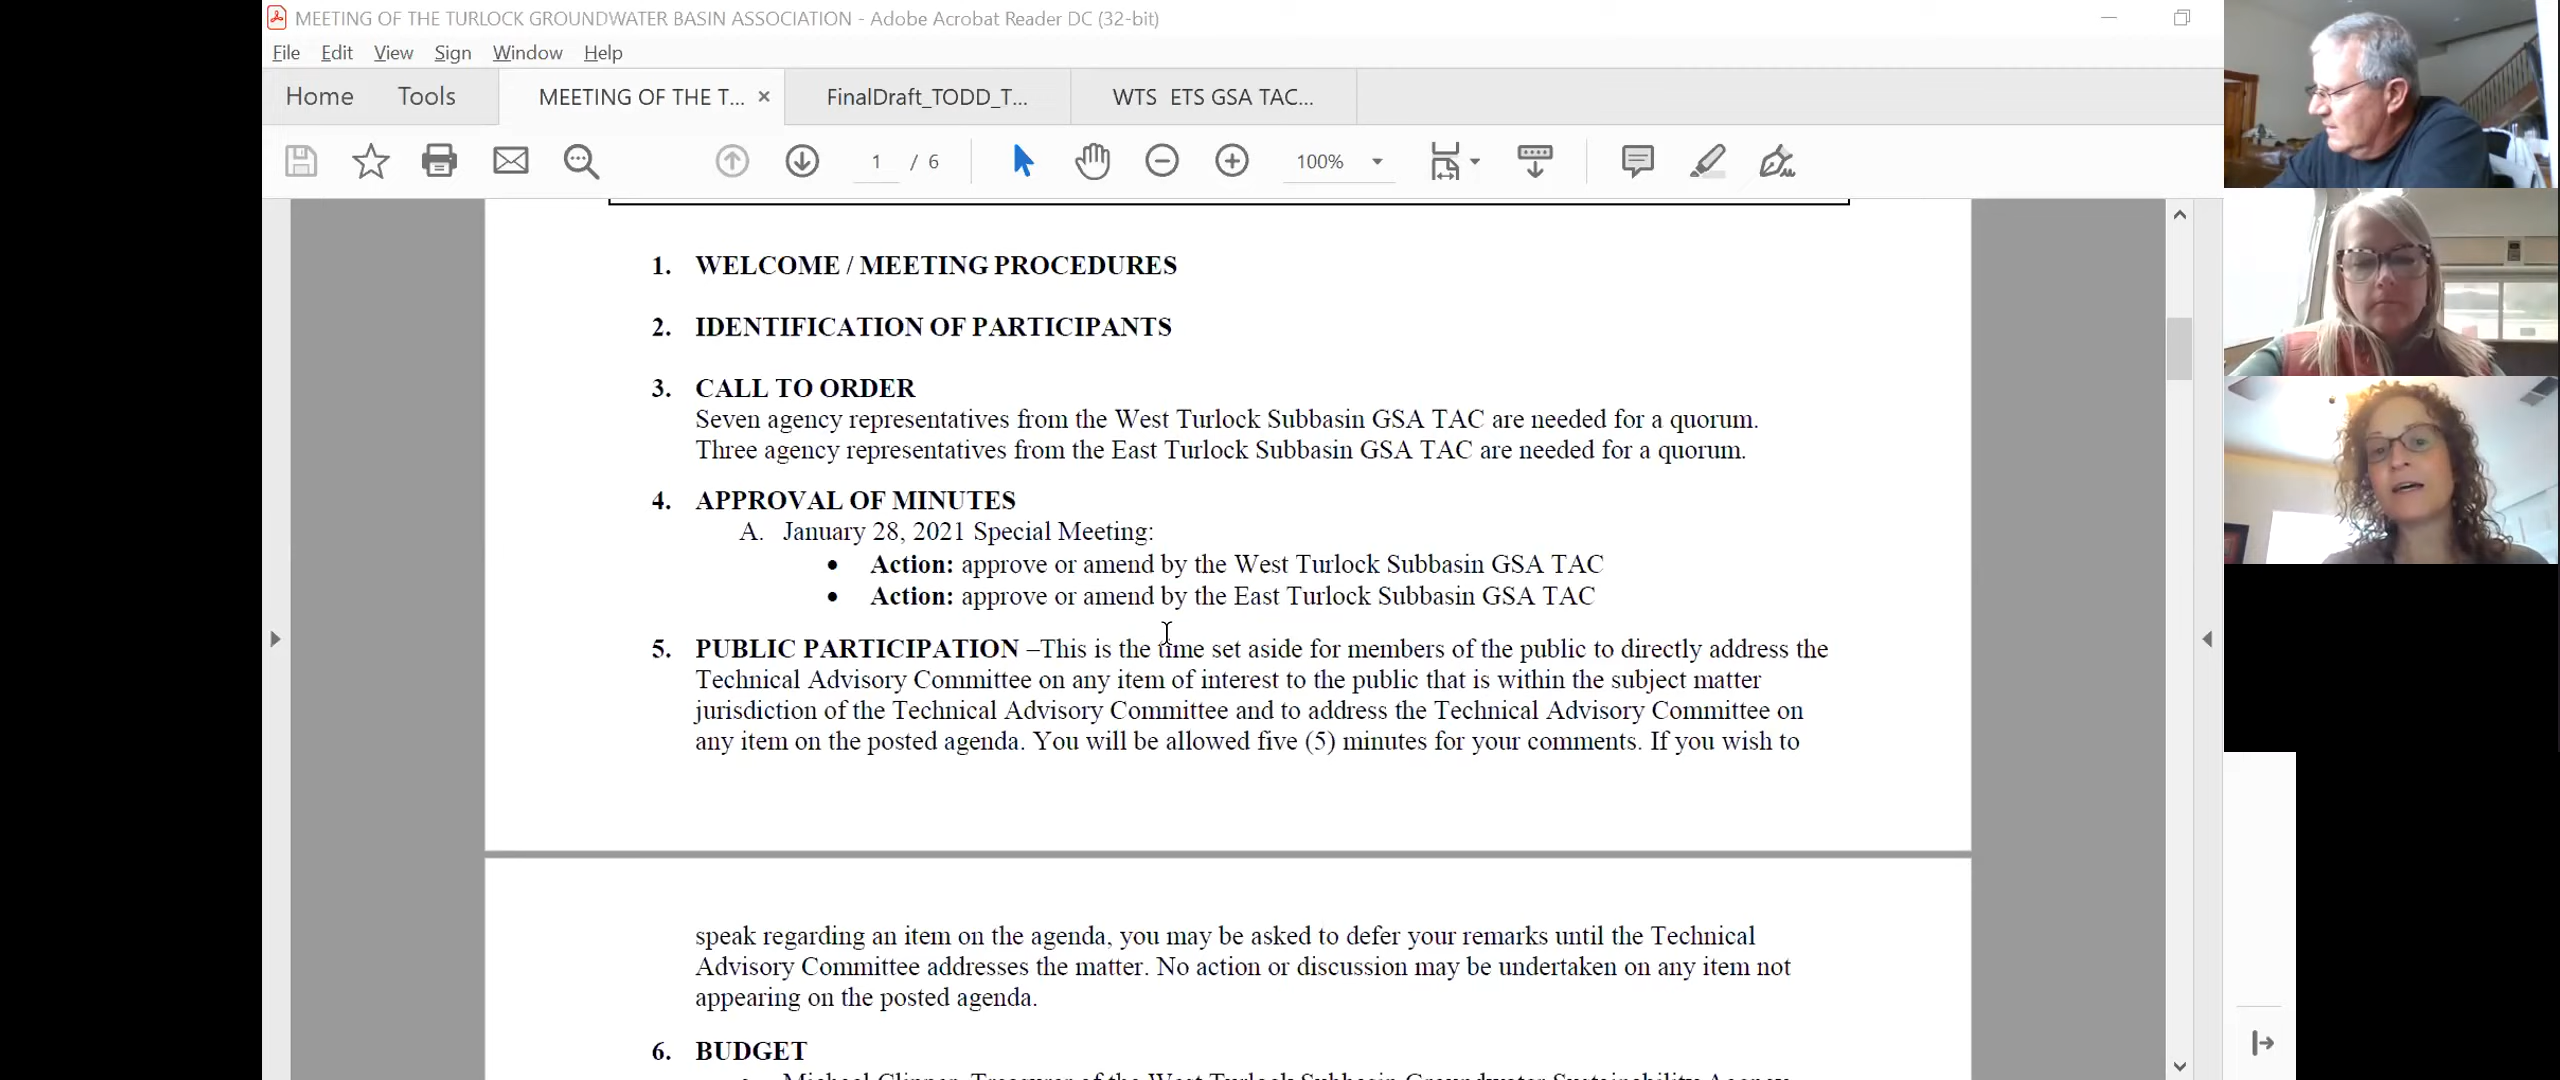 MEETING OF THE TURLOCK GROUNDWATER BASIN ASSOCIATION - Adobe Acrobat Reader DC (32-bit)
File Edit View Sign Window Help
Home Tools MEETING OF THE T... × FinalDraft_TODD_T... WTS ETS GSA TAC...
1 / 6 100%
1. WELCOME / MEETING PROCEDURES
2. IDENTIFICATION OF PARTICIPANTS
3. CALL TO ORDER
Seven agency representatives from the West Turlock Subbasin GSA TAC are needed for a quorum.
Three agency representatives from the East Turlock Subbasin GSA TAC are needed for a quorum.
4. APPROVAL OF MINUTES
A. January 28, 2021 Special Meeting:
• Action: approve or amend by the West Turlock Subbasin GSA TAC
• Action: approve or amend by the East Turlock Subbasin GSA TAC
5. PUBLIC PARTICIPATION –This is the time set aside for members of the public to directly address the
Technical Advisory Committee on any item of interest to the public that is within the subject matter
jurisdiction of the Technical Advisory Committee and to address the Technical Advisory Committee on
any item on the posted agenda. You will be allowed five (5) minutes for your comments. If you wish to
speak regarding an item on the agenda, you may be asked to defer your remarks until the Technical
Advisory Committee addresses the matter. No action or discussion may be undertaken on any item not
appearing on the posted agenda.
6. BUDGET
Treasurer of the West Turlock Subbasin Groundwater Sustainability Agency